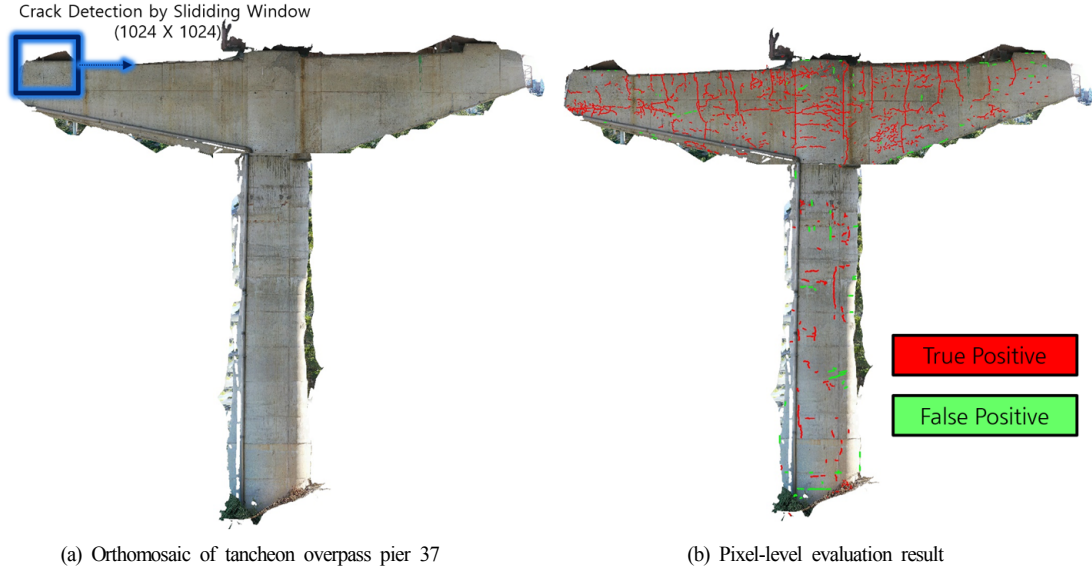 Crack Detection by Slididing Window
(1024 X 1024)
True Positive
False Positive
(a) Orthomosaic of tancheon overpass pier 37
(b) Pixel-level evaluation result